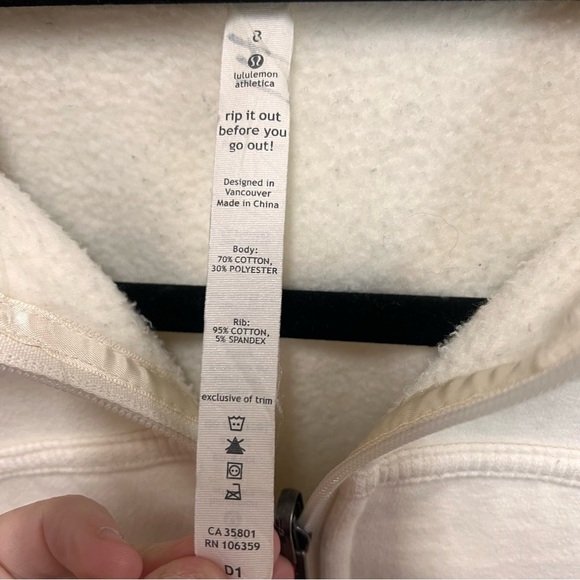 8
lululemon
athletica
rip it out
before you
go out!
Designed in
Vancouver
Made in China
Body:
70% COTTON,
30% POLYESTER
Rib:
95% COTTON,
5% SPANDEX
exclusive of trim
CA 35801
RN 106359
D1